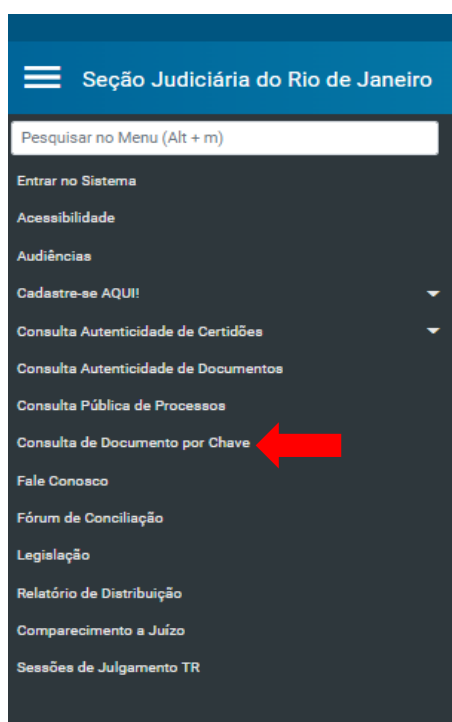 Seção Judiciária do Rio de Janeiro
Pesquisar no Menu (Alt + m)
Entrar no Sistema
Acessibilidade
Audiências
Cadastre-se AQUI!
Consulta Autenticidade de Certidões
Consulta Autenticidade de Documentos
Consulta Pública de Processos
Consulta de Documento por Chave
Fale Conosco
Fórum de Conciliação
Legislação
Relatório de Distribuição
Comparecimento a Juízo
Sessões de Julgamento TR